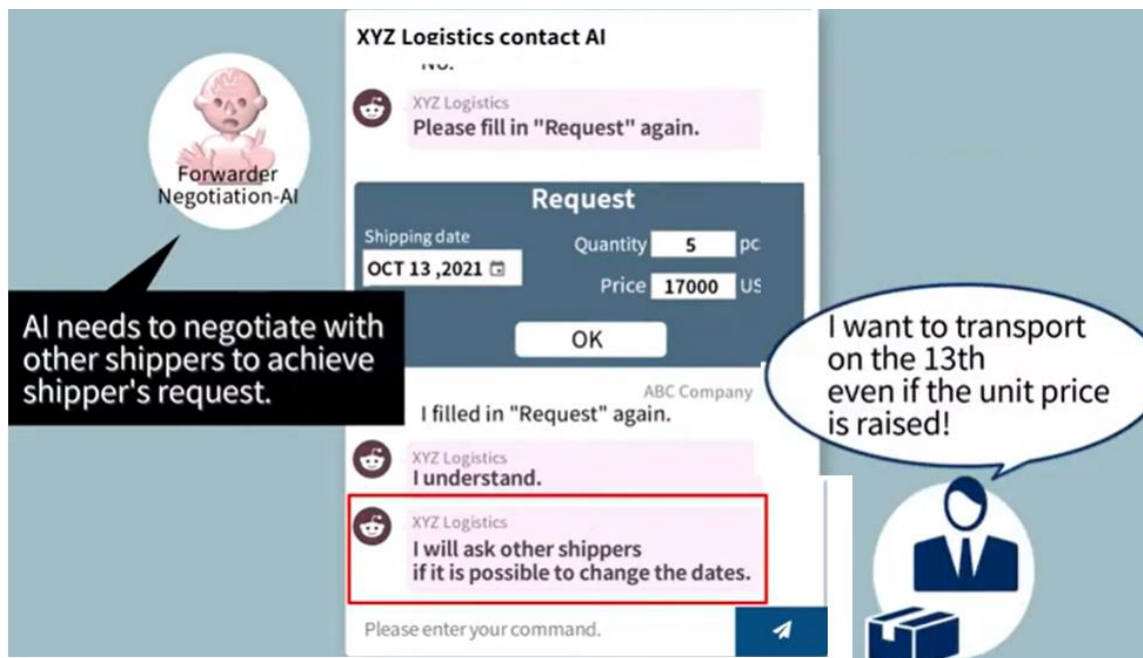 XYZ Logistics contact AI
No.
XYZ Logistics
Please fill in "Request" again.
Forwarder
Negotiation-AI
Request
Shipping date
Quantity 5 pc
OCT 13 ,2021
Price 17000 US
OK
AI needs to negotiate with
other shippers to achieve
shipper's request.
I want to transport
on the 13th
even if the unit price
is raised!
ABC Company
I filled in "Request" again.
XYZ Logistics
I understand.
XYZ Logistics
I will ask other shippers
if it is possible to change the dates.
Please enter your command.